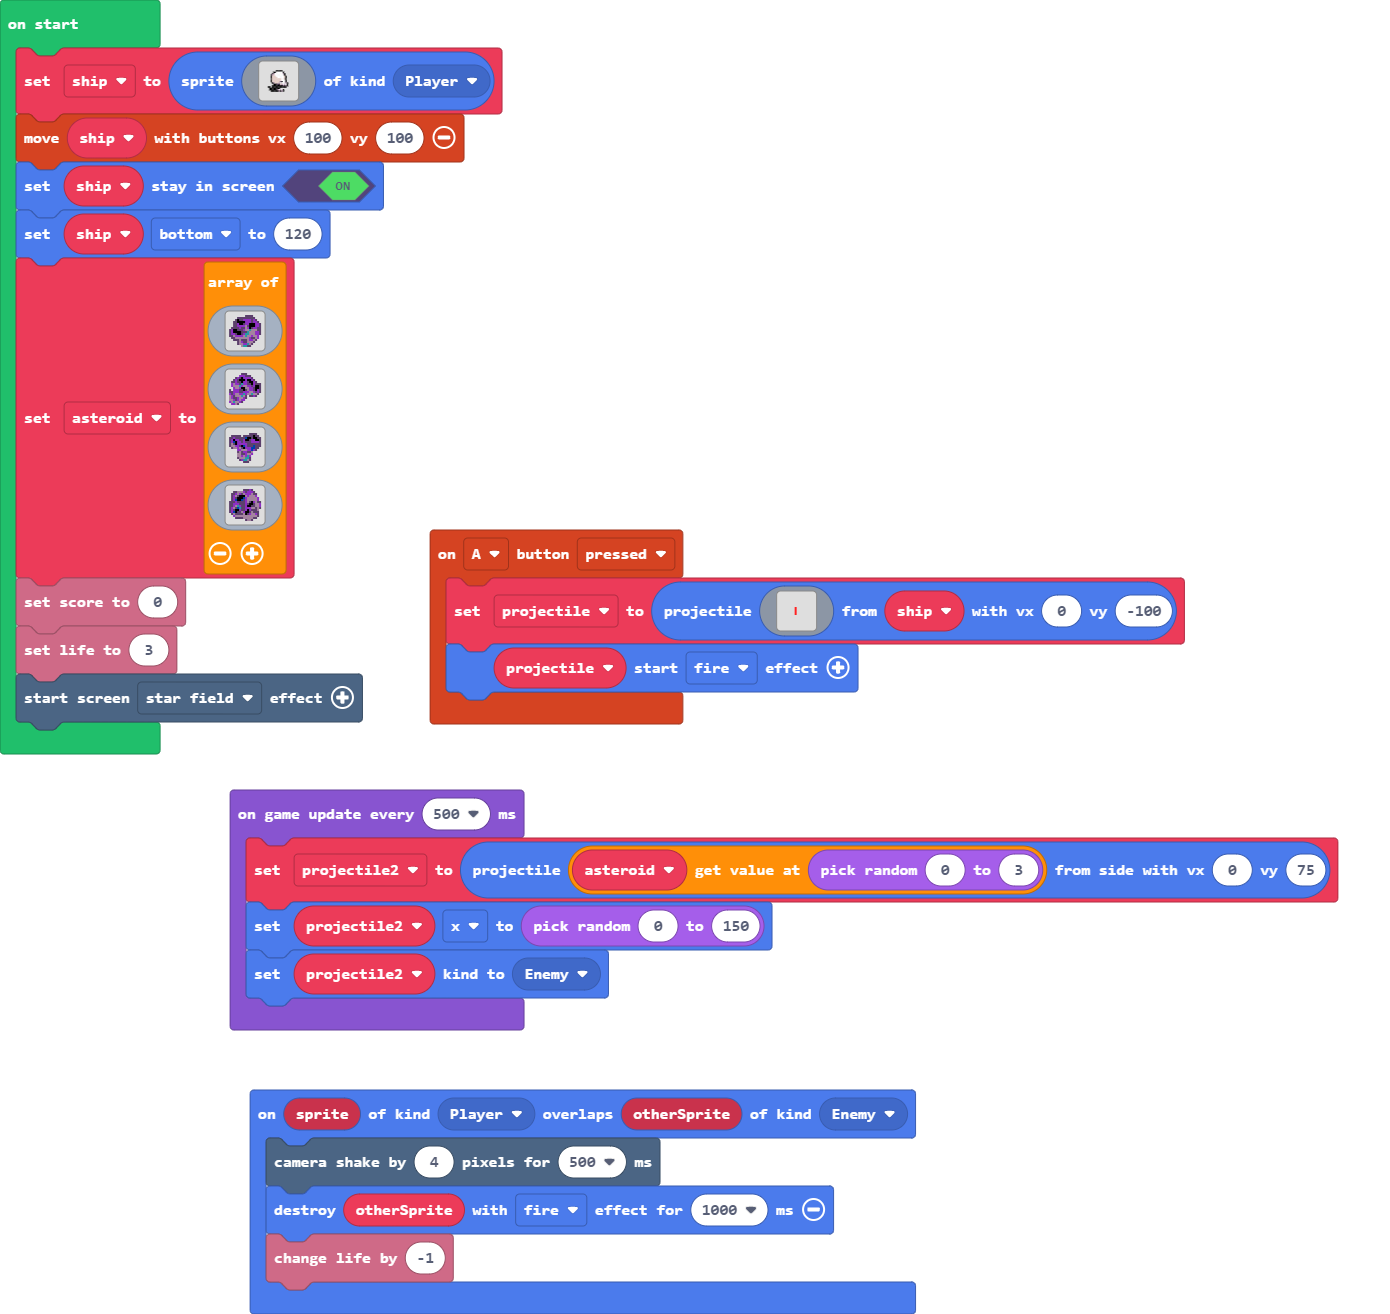 on start
set ship to sprite of kind Player
move ship with buttons vx 100 vy 100
set ship stay in screen ON
set ship bottom to 120
array of
set asteroid to
set score to 0
set life to 3
start screen star field effect
on A button pressed
set projectile to projectile from ship with vx 0 vy -100
projectile start fire effect
on game update every 500 ms
set projectile2 to projectile asteroid get value at pick random 0 to 3 from side with vx 0 vy 75
set projectile2 x to pick random 0 to 150
set projectile2 kind to Enemy
on sprite of kind Player overlaps otherSprite of kind Enemy
camera shake by 4 pixels for 500 ms
destroy otherSprite with fire effect for 1000 ms
change life by -1